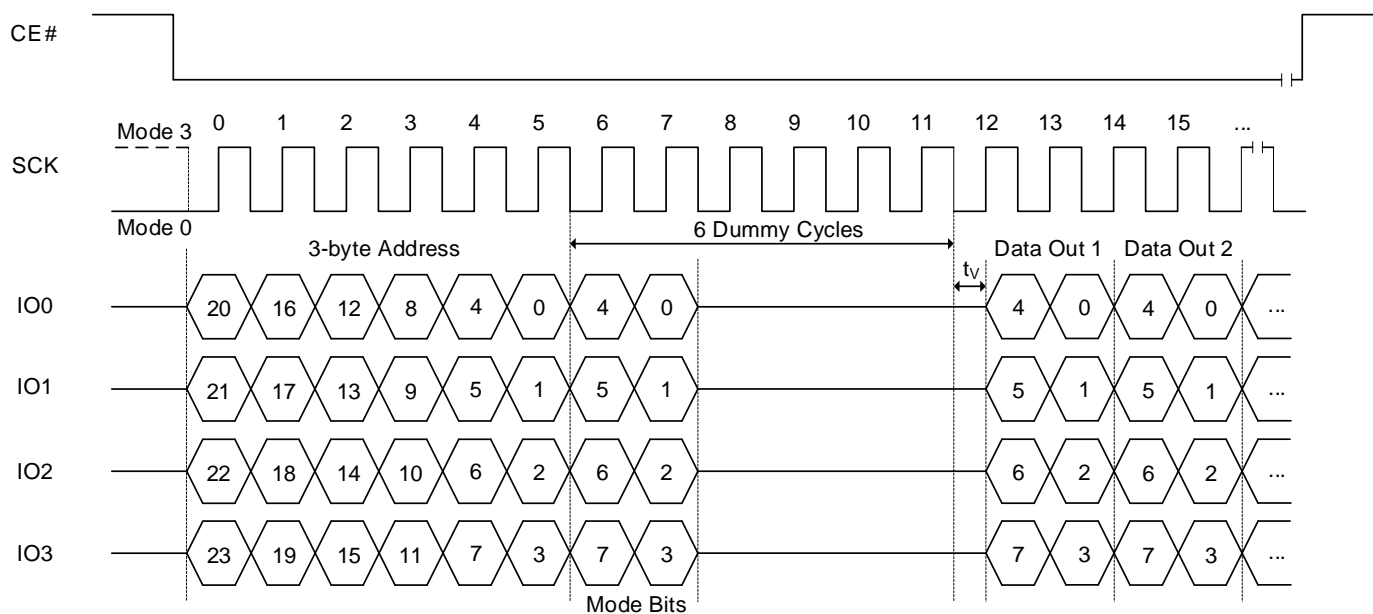 CE#
Mode 3 0 1 2 3 4 5 6 7 8 9 10 11 12 13 14 15 ...
SCK
Mode 0
3-byte Address 6 Dummy Cycles Data Out 1 Data Out 2
tV
IO0 20 16 12 8 4 0 4 0 4 0 4 0 ...
IO1 21 17 13 9 5 1 5 1 5 1 5 1 ...
IO2 22 18 14 10 6 2 6 2 6 2 6 2 ...
IO3 23 19 15 11 7 3 7 3 7 3 7 3 ...
Mode Bits